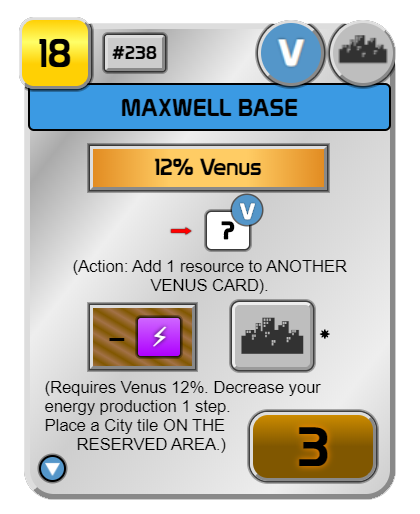 18
#238
V
MAXWELL BASE
12% Venus
V
?
(Action: Add 1 resource to ANOTHER
VENUS CARD).
–
*
(Requires Venus 12%. Decrease your
energy production 1 step.
Place a City tile ON THE
RESERVED AREA.)
3